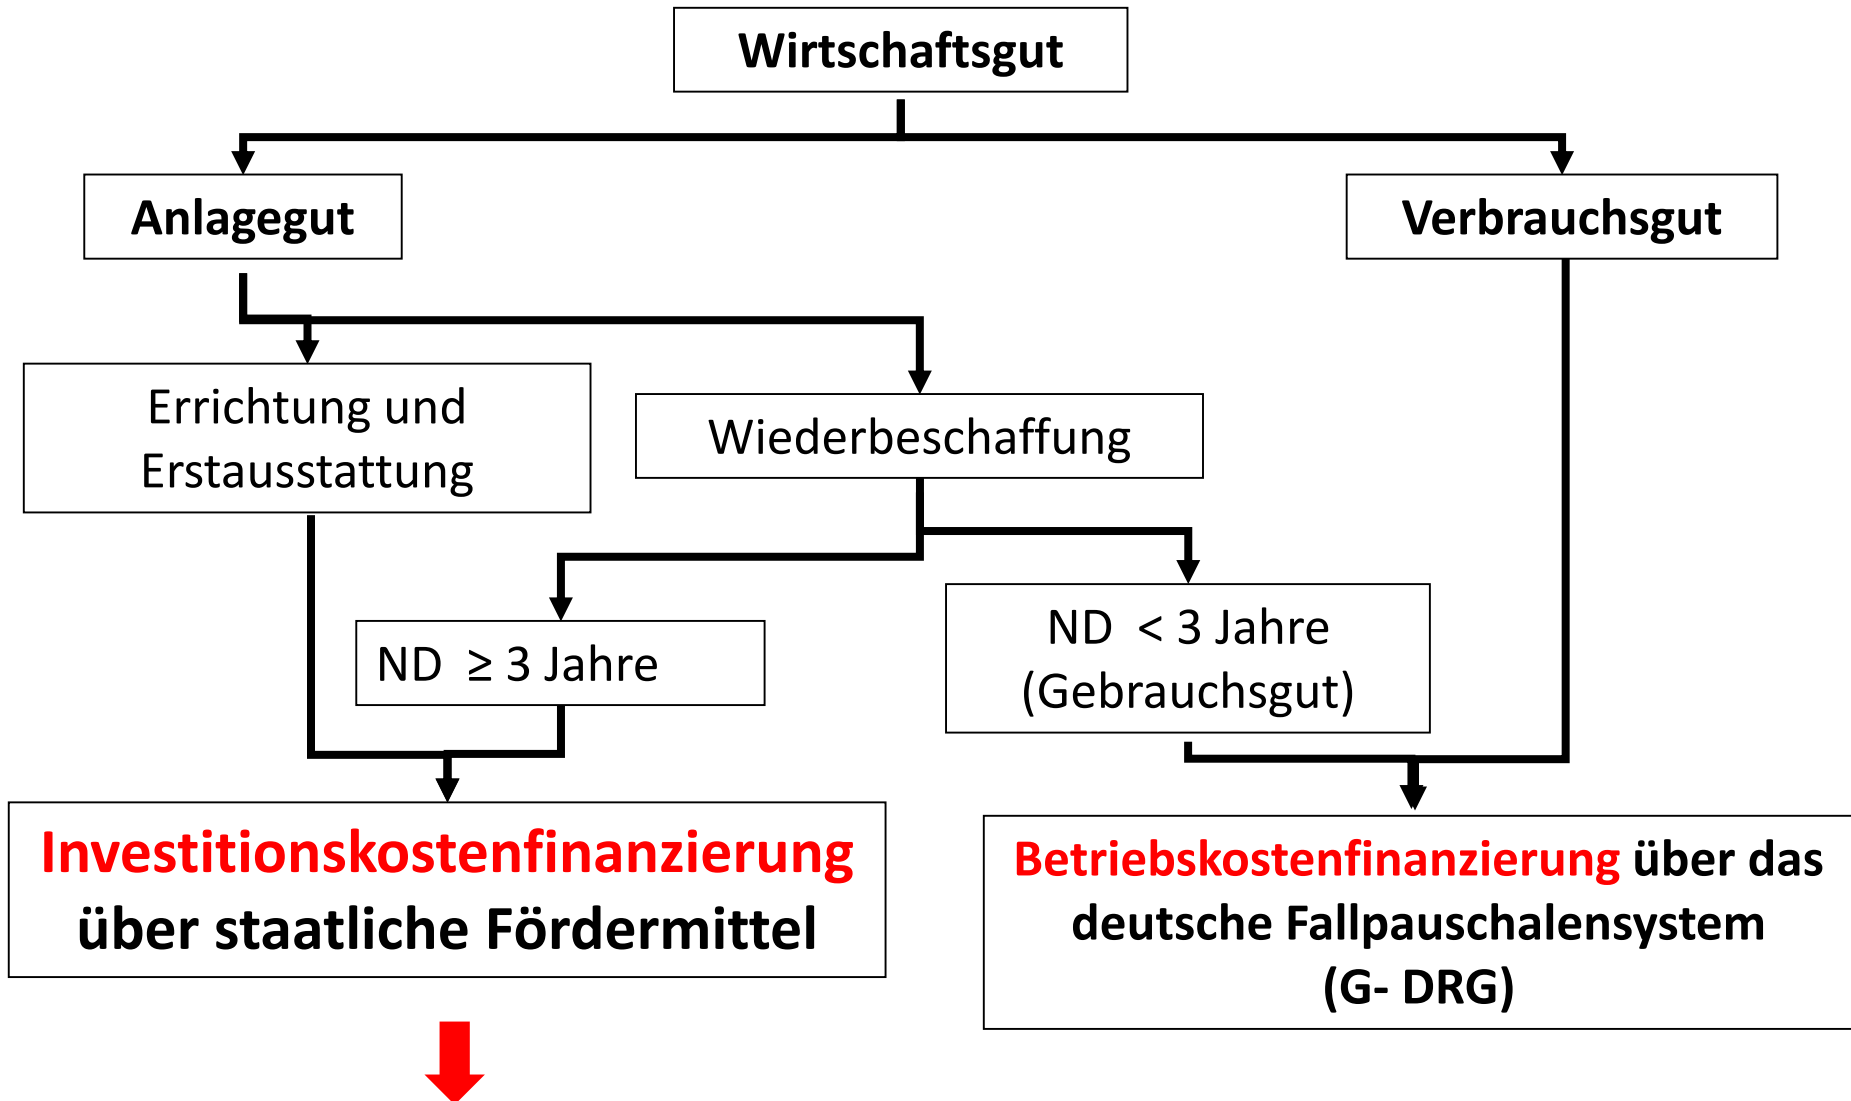 Wirtschaftsgut
Anlagegut
Verbrauchsgut
Errichtung und
Erstausstattung
Wiederbeschaffung
ND ≥ 3 Jahre
ND < 3 Jahre
(Gebrauchsgut)
Investitionskostenfinanzierung
über staatliche Fördermittel
Betriebskostenfinanzierung über das
deutsche Fallpauschalensystem
(G- DRG)